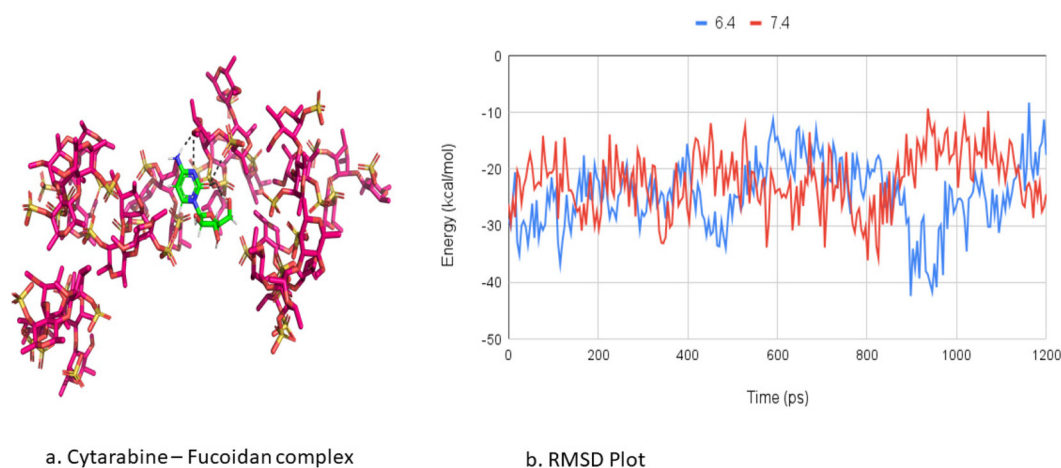 6.4 7.4
0
-10
-20
-30
-40
-50
Energy (kcal/mol)
0 200 400 600 800 1000 1200
Time (ps)
a. Cytarabine – Fucoidan complex
b. RMSD Plot